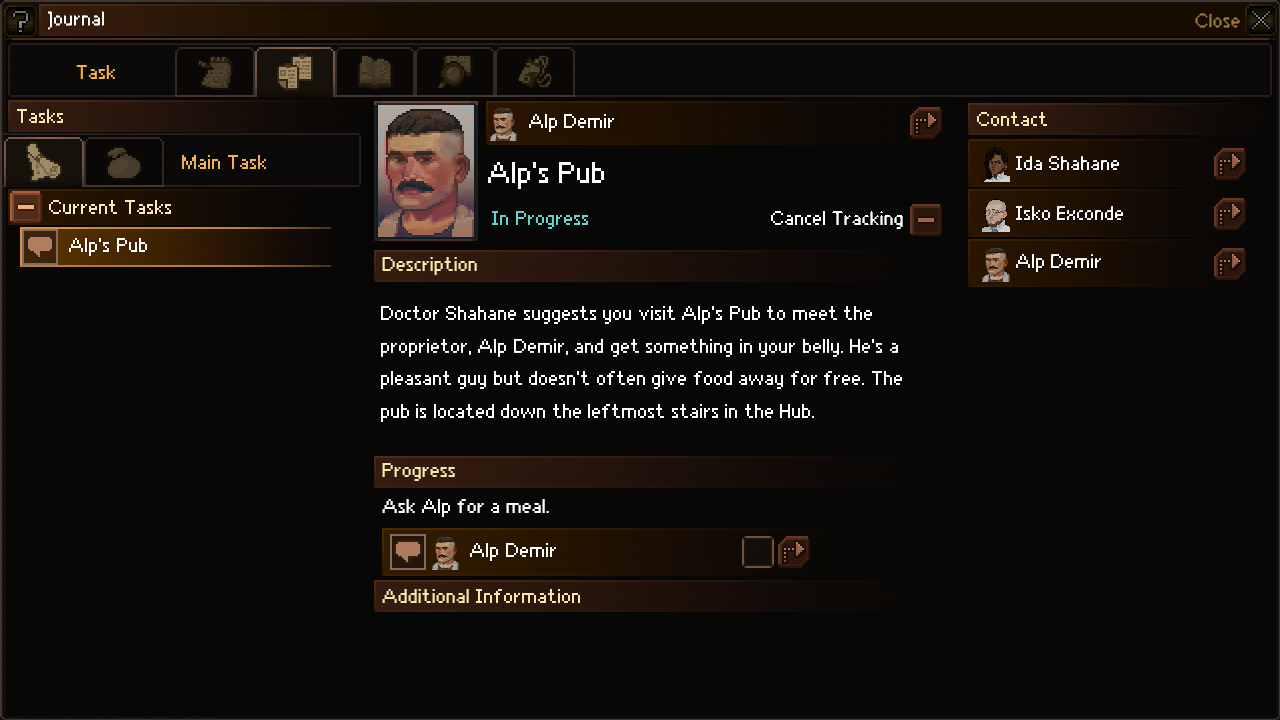 Journal
Close
Task
Tasks
Main Task
Current Tasks
Alp's Pub
Alp Demir
Alp's Pub
In Progress
Cancel Tracking
Description
Doctor Shahane suggests you visit Alp's Pub to meet the
proprietor, Alp Demir, and get something in your belly. He's a
pleasant guy but doesn't often give food away for free. The
pub is located down the leftmost stairs in the Hub.
Progress
Ask Alp for a meal.
Alp Demir
Additional Information
Contact
Ida Shahane
Isko Exconde
Alp Demir